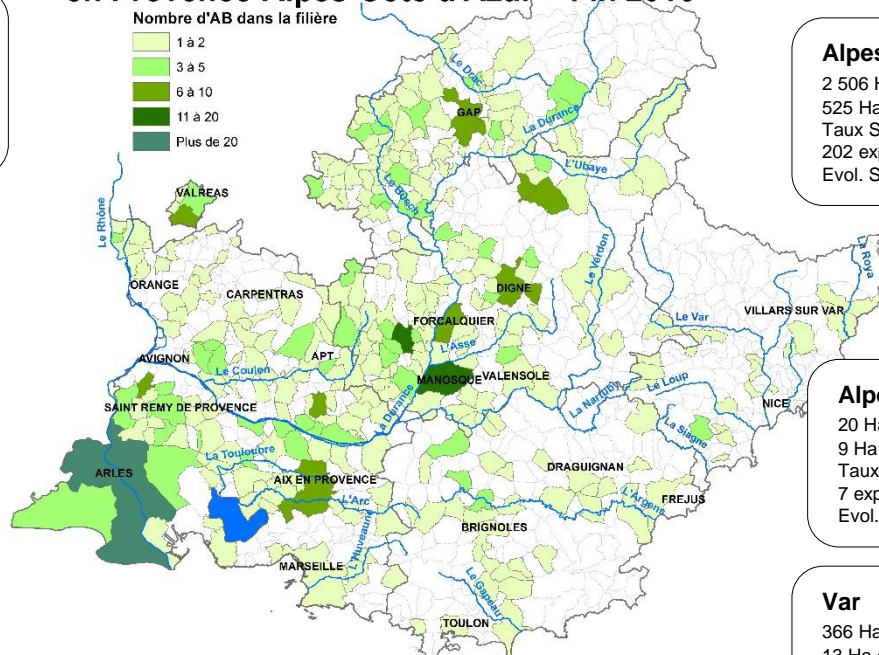 Nombre d'AB dans la filière
1 à 2
3 à 5
6 à 10
11 à 20
Plus de 20
Alpes
2 506 H
525 Ha
Taux S
202 exp
Evol. S
Le Drac
GAP
La Durance
L'Ubaye
Le Buëch
VALREAS
Le Rhône
Le Verdon
La Roya
ORANGE
CARPENTRAS
DIGNE
VILLARS SUR VAR
FORCALQUIER
Le Var
L'Asse
AVIGNON
APT
Le Coulon
MANOSQUE
VALENSOLE
Le Loup
La Nartuby
NICE
SAINT REMY DE PROVENCE
La Durance
La Siagne
Alpe
20 Ha
9 Ha
Taux
7 exp
Evol.
La Touloubre
ARLES
AIX EN PROVENCE
DRAGUIGNAN
L'Arc
L'Argens
FREJUS
BRIGNOLES
L'Huveaune
MARSEILLE
Le Gapeau
TOULON
Var
366 Ha